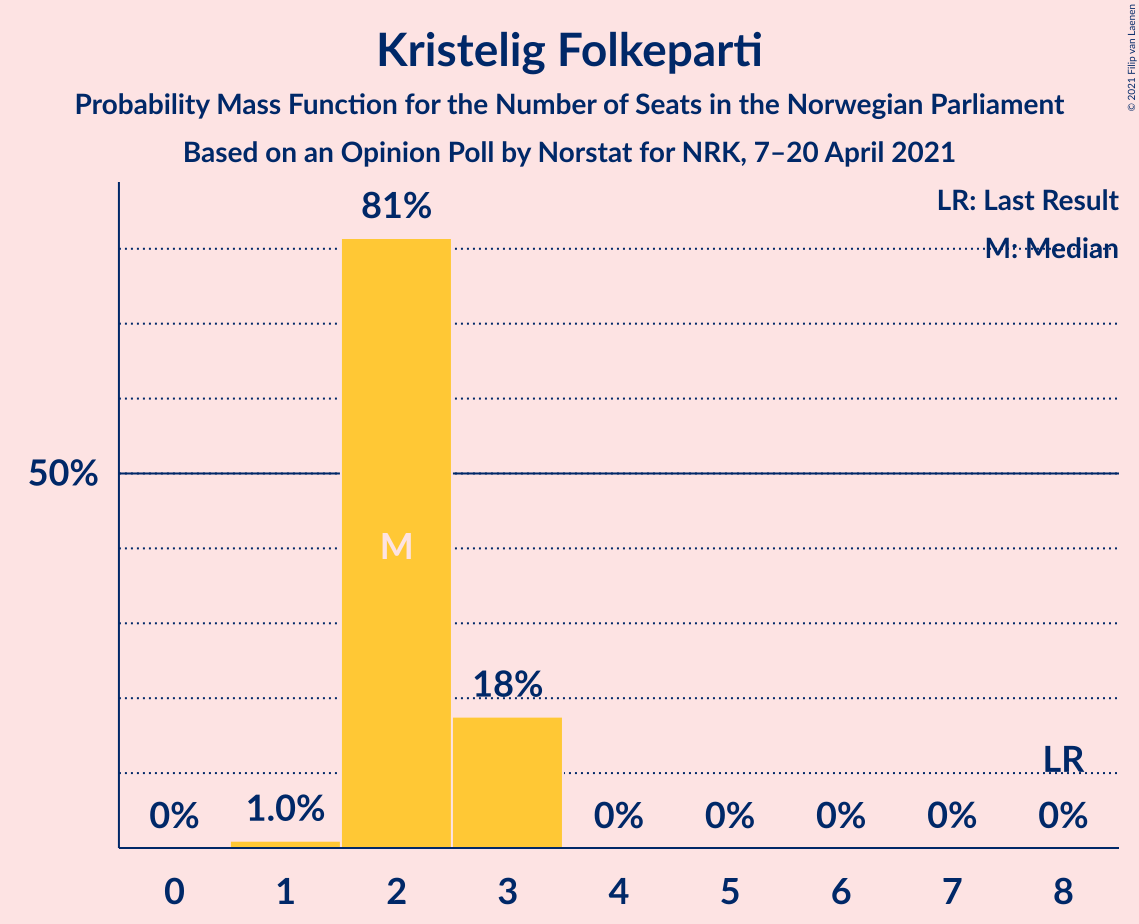 Kristelig Folkeparti
Probability Mass Function for the Number of Seats in the Norwegian Parliament
Based on an Opinion Poll by Norstat for NRK, 7–20 April 2021
© 2021 Filip van Laenen
LR: Last Result
M: Median
81%
50%
M
18%
LR
0% 1.0% 0% 0% 0% 0% 0%
0 1 2 3 4 5 6 7 8